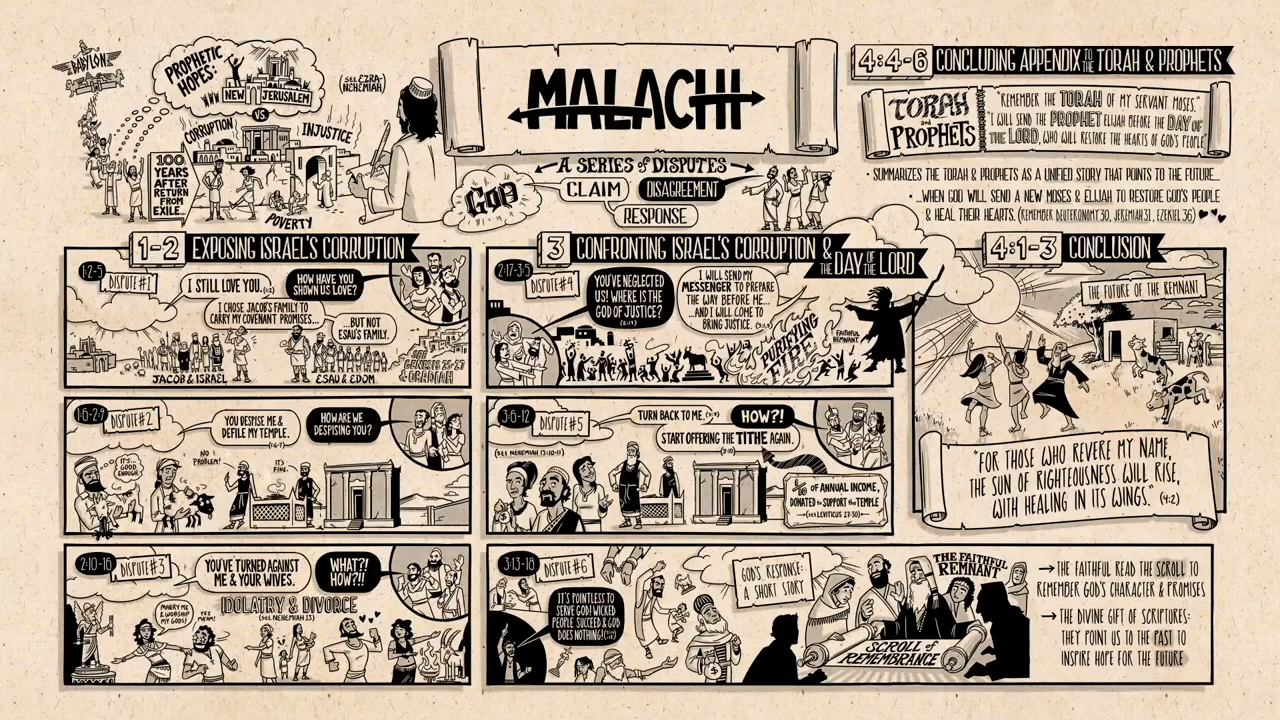 BABYLON
PROPHETIC
HOPES:
NEW JERUSALEM
VS
CORRUPTION
INJUSTICE
100
YEARS
AFTER
RETURN
FROM
EXILE...
POVERTY
(SEE EZRA-
NEHEMIAH)
MALACHI
A SERIES of DISPUTES
GOD
CLAIM
DISAGREEMENT
RESPONSE
4:4-6 CONCLUDING APPENDIX TO THE TORAH & PROPHETS
TORAH
and
PROPHETS
"REMEMBER THE TORAH OF MY SERVANT MOSES."
"I WILL SEND THE PROPHET ELIJAH BEFORE THE DAY OF
THE LORD, WHO WILL RESTORE THE HEARTS OF GOD'S PEOPLE"
• SUMMARIZES THE TORAH & PROPHETS AS A UNIFIED STORY THAT POINTS TO THE FUTURE...
• ...WHEN GOD WILL SEND A NEW MOSES & ELIJAH TO RESTORE GOD'S PEOPLE
& HEAL THEIR HEARTS. (REMEMBER DEUTERONOMY 30, JEREMIAH 31, EZEKIEL 36)
1-2 EXPOSING ISRAEL'S CORRUPTION
1:2-5
DISPUTE #1
I STILL LOVE YOU. (1:2)
HOW HAVE YOU
SHOWN US LOVE?
I CHOSE JACOB'S FAMILY TO
CARRY MY COVENANT PROMISES...
...BUT NOT
ESAU'S FAMILY.
JACOB & ISRAEL
ESAU & EDOM
SEE
GENESIS 25-27
& OBADIAH
1:6-2:9
DISPUTE #2
YOU DESPISE ME &
DEFILE MY TEMPLE.
(1:6-7)
HOW ARE WE
DESPISING YOU?
IT'S...
GOOD
ENOUGH
NO
PROBLEM!
IT'S
FINE.
2:10-16
DISPUTE #3
YOU'VE TURNED AGAINST
ME & YOUR WIVES.
WHAT?!
HOW?!!
IDOLATRY & DIVORCE
(SEE NEHEMIAH 13)
MARRY ME
& WORSHIP
MY GODS!
YES
MA'AM!
3 CONFRONTING ISRAEL'S CORRUPTION &
THE DAY OF THE LORD
2:17-3:5
DISPUTE #4
YOU'VE NEGLECTED
US! WHERE IS THE
GOD OF JUSTICE?
(2:17)
I WILL SEND MY
MESSENGER TO PREPARE
THE WAY BEFORE ME...
...AND I WILL COME TO
BRING JUSTICE.
PURIFYING
FIRE
FAITHFUL
REMNANT
3:6-12
DISPUTE #5
TURN BACK TO ME. (3:7)
HOW?!
START OFFERING THE TITHE AGAIN.
(3:10)
(SEE NEHEMIAH 13:10-11)
1/10 OF ANNUAL INCOME,
DONATED to SUPPORT the TEMPLE
(see LEVITICUS 27:30)
3:13-18
DISPUTE #6
IT'S POINTLESS TO
SERVE GOD! WICKED
PEOPLE SUCCEED & GOD
DOES NOTHING!
GOD'S RESPONSE:
A SHORT STORY
THE FAITHFUL
REMNANT
SCROLL of
REMEMBRANCE
→ THE FAITHFUL READ THE SCROLL TO
REMEMBER GOD'S CHARACTER & PROMISES
→ THE DIVINE GIFT OF SCRIPTURES:
THEY POINT US TO THE PAST TO
INSPIRE HOPE FOR THE FUTURE
4:1-3 CONCLUSION
THE FUTURE OF THE REMNANT
"FOR THOSE WHO REVERE MY NAME,
THE SUN OF RIGHTEOUSNESS WILL RISE,
WITH HEALING IN ITS WINGS." (4:2)